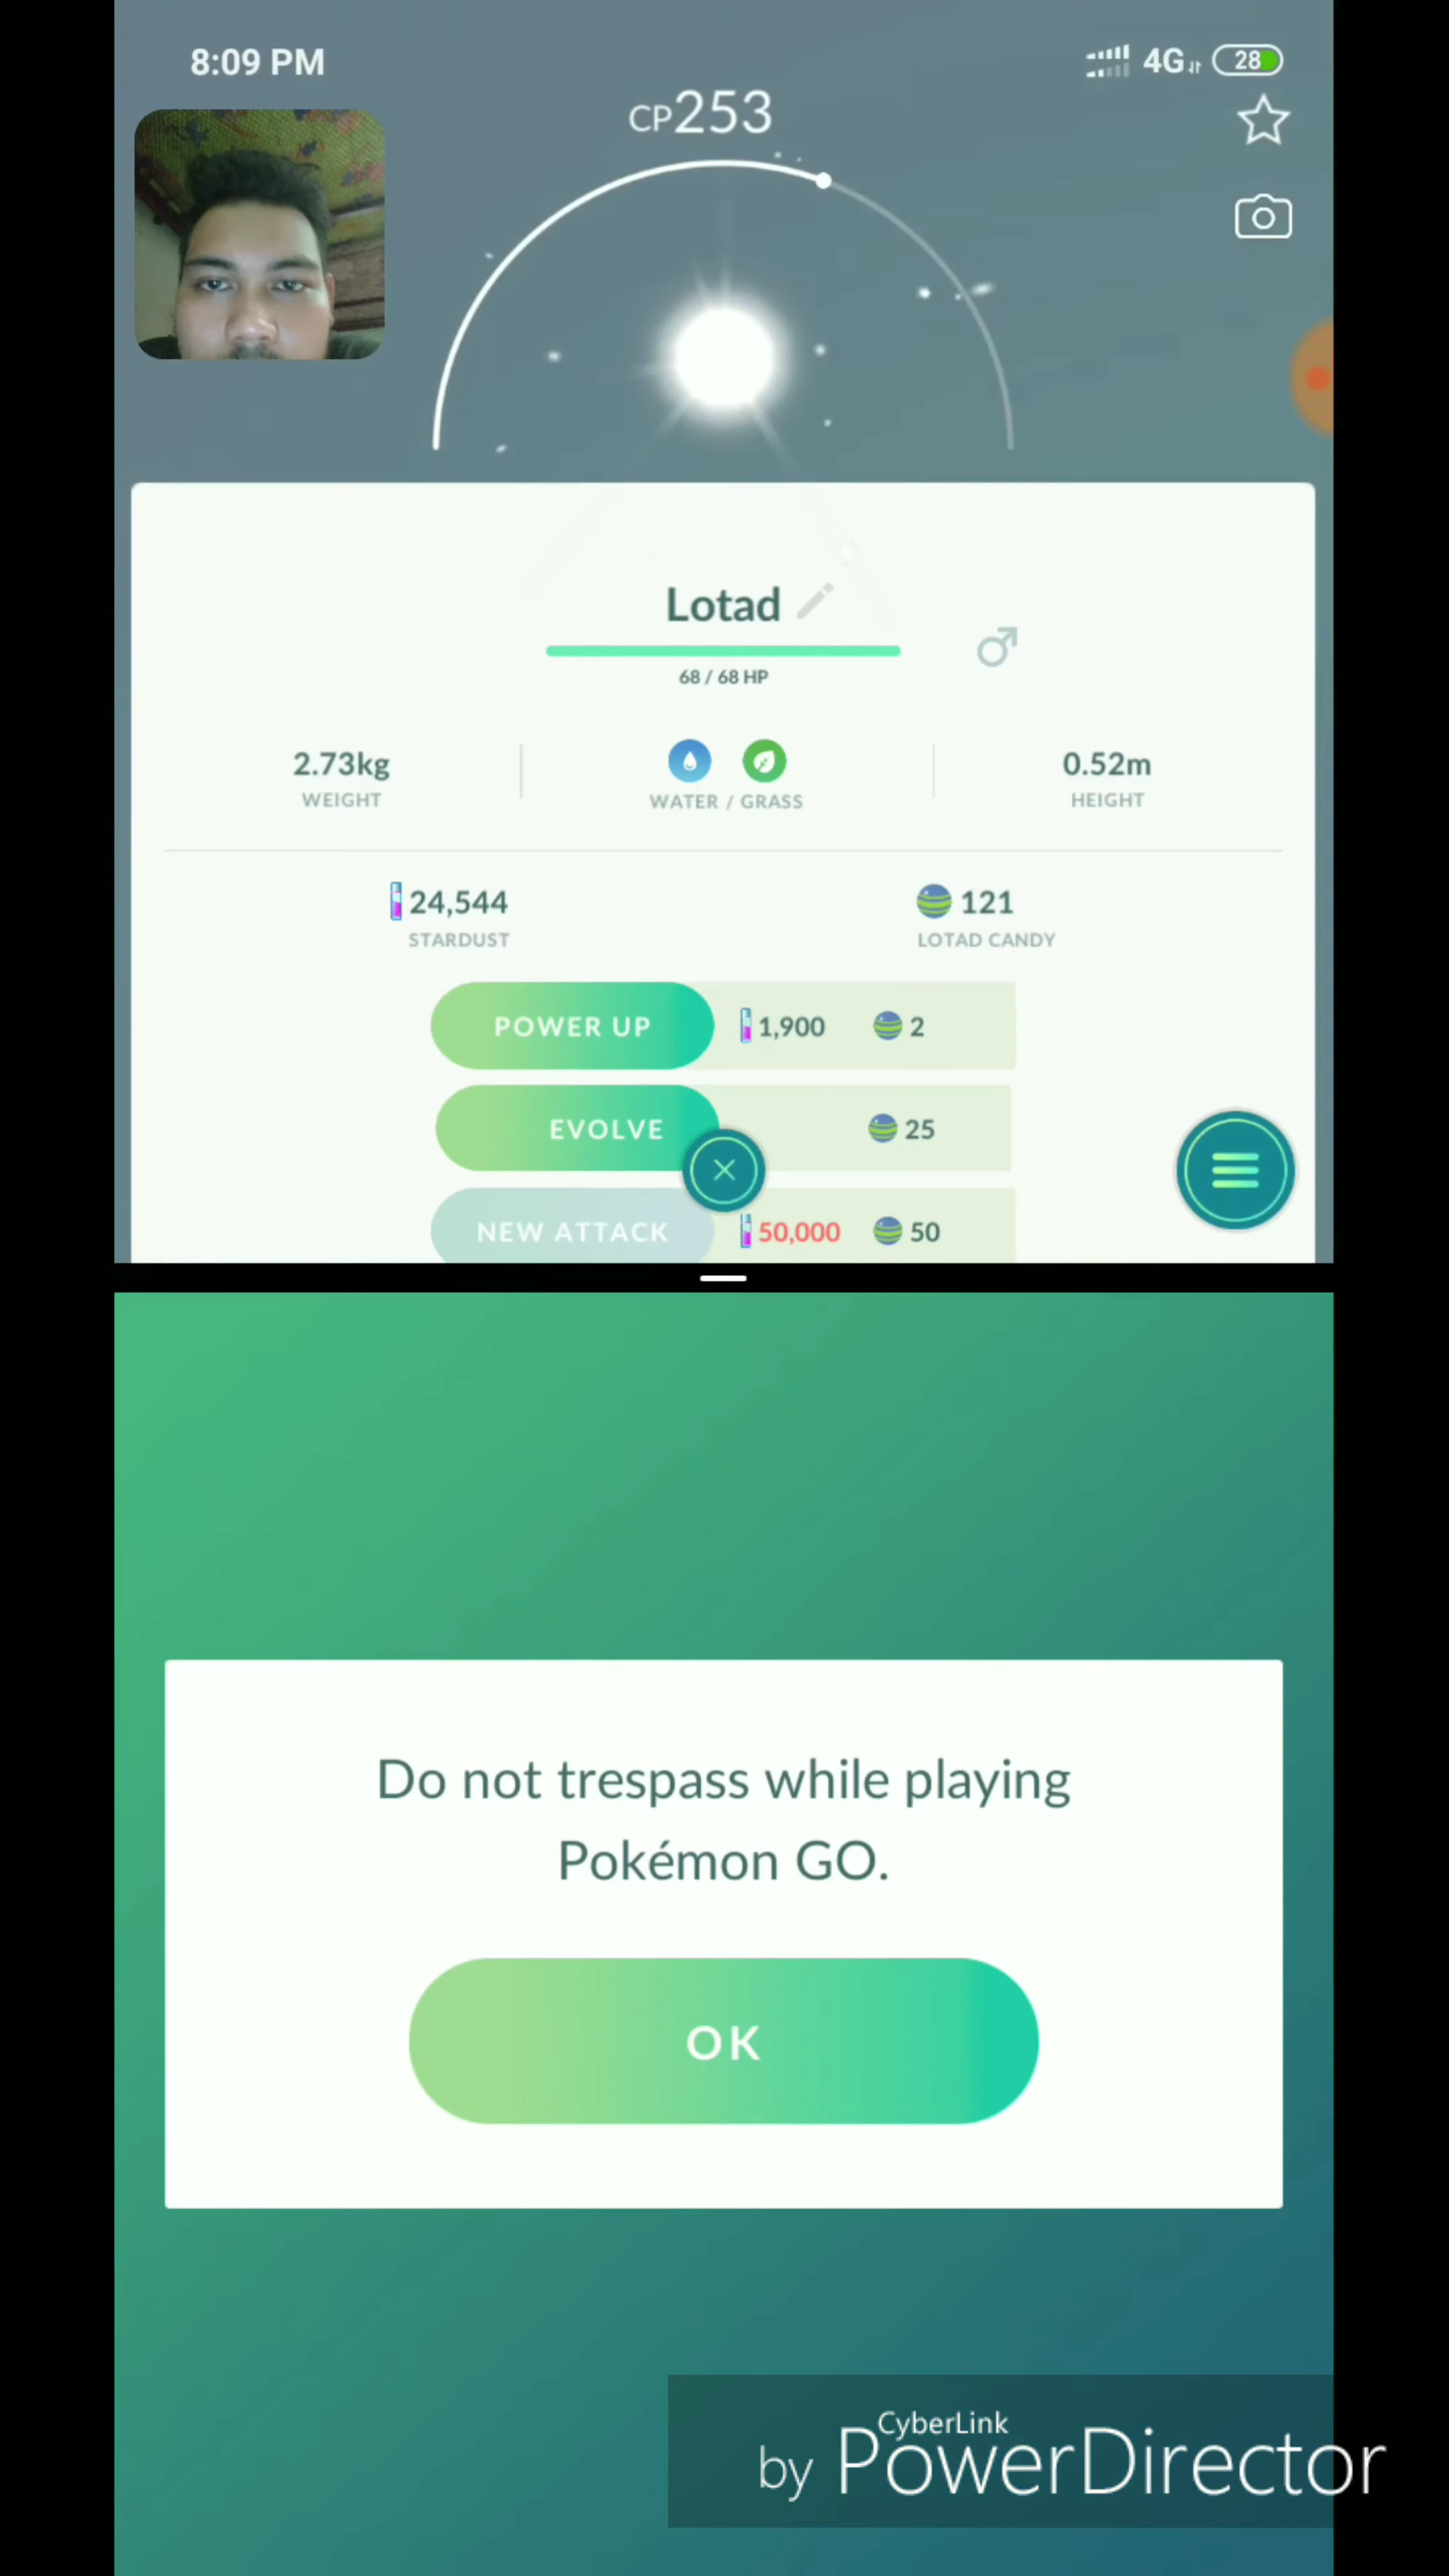 8:09 PM
4G 28
CP253
Lotad
68 / 68 HP
2.73kg
WEIGHT
WATER / GRASS
0.52m
HEIGHT
24,544
STARDUST
121
LOTAD CANDY
POWER UP 1,900 2
EVOLVE 25
NEW ATTACK 50,000 50
Do not trespass while playing
Pokémon GO.
OK
CyberLink
by PowerDirector